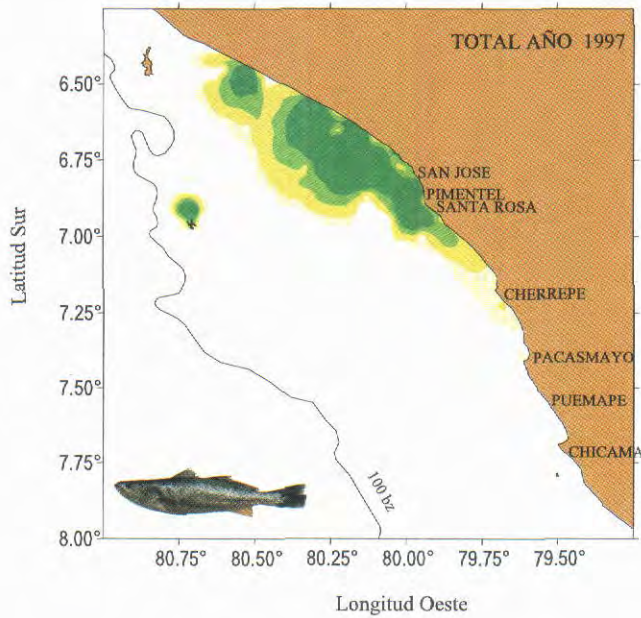 TOTAL AÑO 1997
6.50°
6.75°
7.00°
7.25°
7.50°
7.75°
8.00°
Latitud Sur
SAN JOSE
PIMENTEL
SANTA ROSA
CHERREPE
PACASMAYO
PUEMAPE
CHICAMA
100 bz
80.75°
80.50°
80.25°
80.00°
79.75°
79.50°
Longitud Oeste